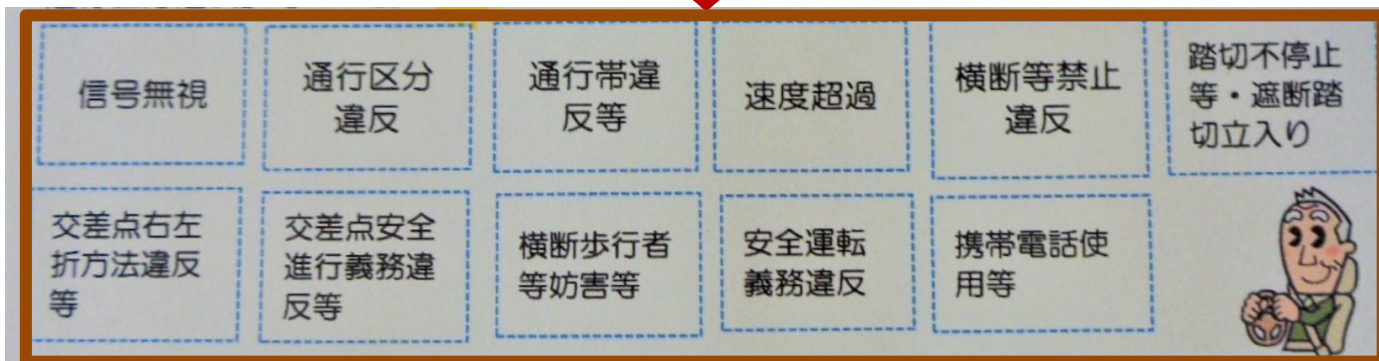 信号無視
通行区分
違反
通行帯違
反等
速度超過
横断等禁止
違反
踏切不停止
等・遮断踏
切立入り
交差点右左
折方法違反
等
交差点安全
進行義務違
反等
横断歩行者
等妨害等
安全運転
義務違反
携帯電話使
用等